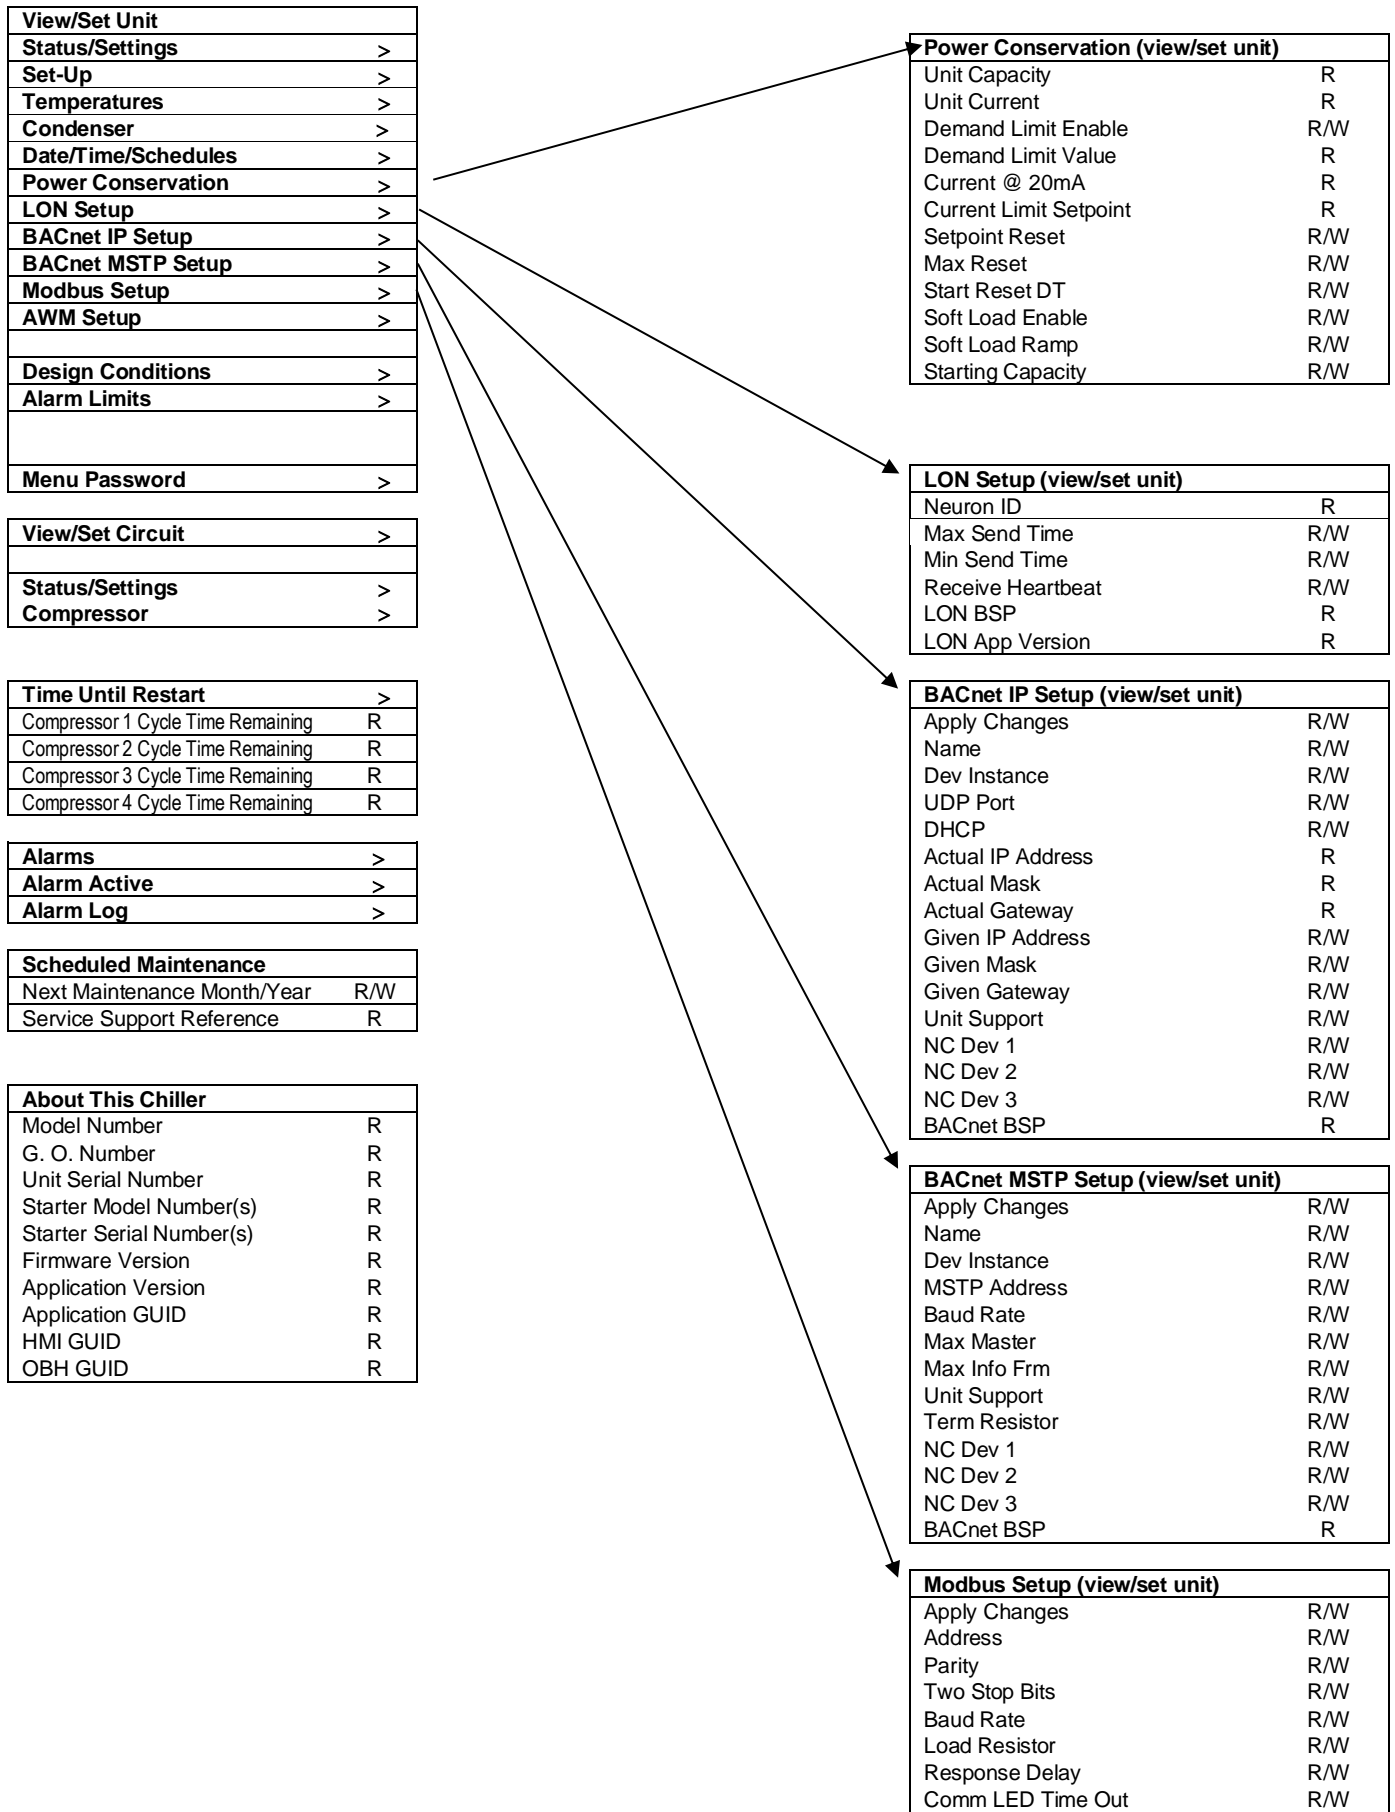 View/Set Unit
Status/Settings >
Set-Up >
Temperatures >
Condenser >
Date/Time/Schedules >
Power Conservation >
LON Setup >
BACnet IP Setup >
BACnet MSTP Setup >
Modbus Setup >
AWM Setup >
Design Conditions >
Alarm Limits >
Menu Password >
View/Set Circuit >
Status/Settings >
Compressor >
Time Until Restart >
Compressor 1 Cycle Time Remaining R
Compressor 2 Cycle Time Remaining R
Compressor 3 Cycle Time Remaining R
Compressor 4 Cycle Time Remaining R
Alarms >
Alarm Active >
Alarm Log >
Scheduled Maintenance
Next Maintenance Month/Year R/W
Service Support Reference R
About This Chiller
Model Number R
G. O. Number R
Unit Serial Number R
Starter Model Number(s) R
Starter Serial Number(s) R
Firmware Version R
Application Version R
Application GUID R
HMI GUID R
OBH GUID R
Power Conservation (view/set unit)
Unit Capacity R
Unit Current R
Demand Limit Enable R/W
Demand Limit Value R
Current @ 20mA R
Current Limit Setpoint R
Setpoint Reset R/W
Max Reset R/W
Start Reset DT R/W
Soft Load Enable R/W
Soft Load Ramp R/W
Starting Capacity R/W
LON Setup (view/set unit)
Neuron ID R
Max Send Time R/W
Min Send Time R/W
Receive Heartbeat R/W
LON BSP R
LON App Version R
BACnet IP Setup (view/set unit)
Apply Changes R/W
Name R/W
Dev Instance R/W
UDP Port R/W
DHCP R/W
Actual IP Address R
Actual Mask R
Actual Gateway R
Given IP Address R/W
Given Mask R/W
Given Gateway R/W
Unit Support R/W
NC Dev 1 R/W
NC Dev 2 R/W
NC Dev 3 R/W
BACnet BSP R
BACnet MSTP Setup (view/set unit)
Apply Changes R/W
Name R/W
Dev Instance R/W
MSTP Address R/W
Baud Rate R/W
Max Master R/W
Max Info Frm R/W
Unit Support R/W
Term Resistor R/W
NC Dev 1 R/W
NC Dev 2 R/W
NC Dev 3 R/W
BACnet BSP R
Modbus Setup (view/set unit)
Apply Changes R/W
Address R/W
Parity R/W
Two Stop Bits R/W
Baud Rate R/W
Load Resistor R/W
Response Delay R/W
Comm LED Time Out R/W